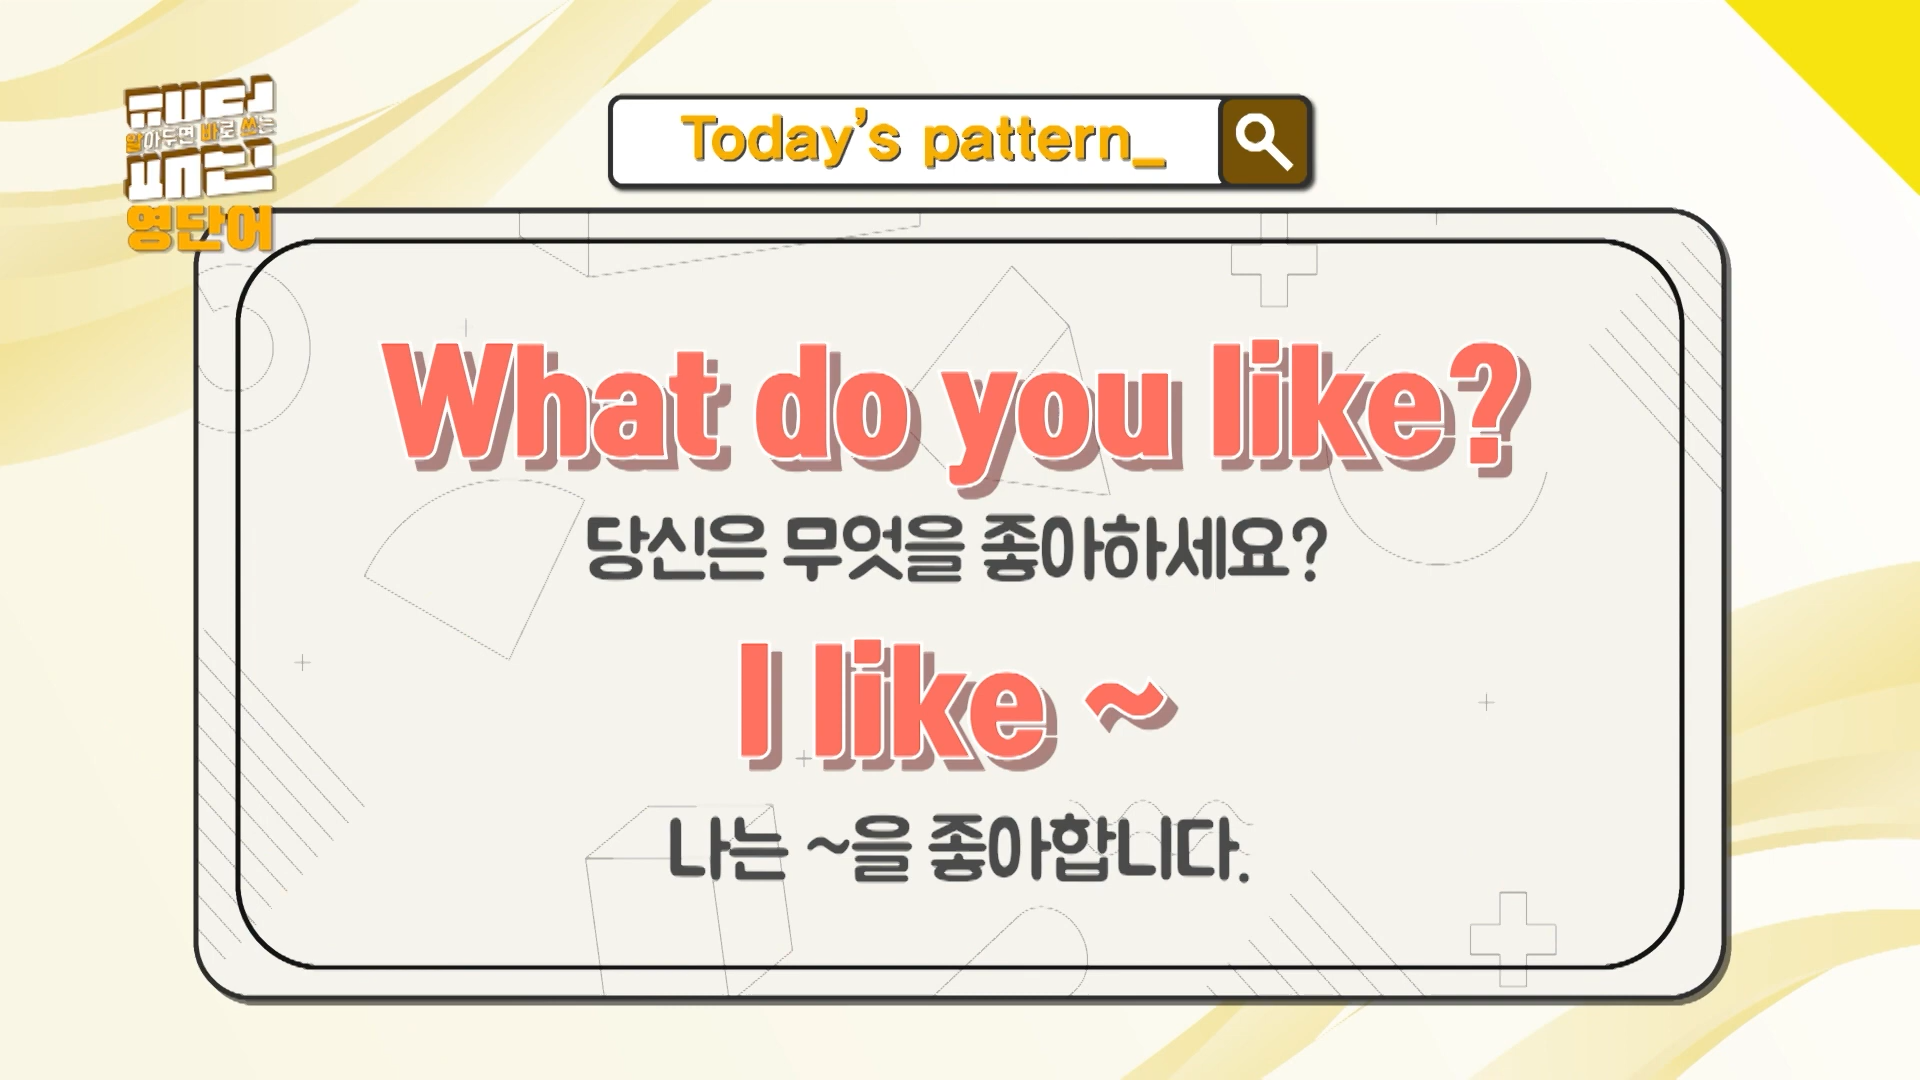 패턴
알아두면 바로 쓰는
패턴
영단어
Today's pattern_
What do you like?
당신은 무엇을 좋아하세요?
I like ~
나는 ~을 좋아합니다.